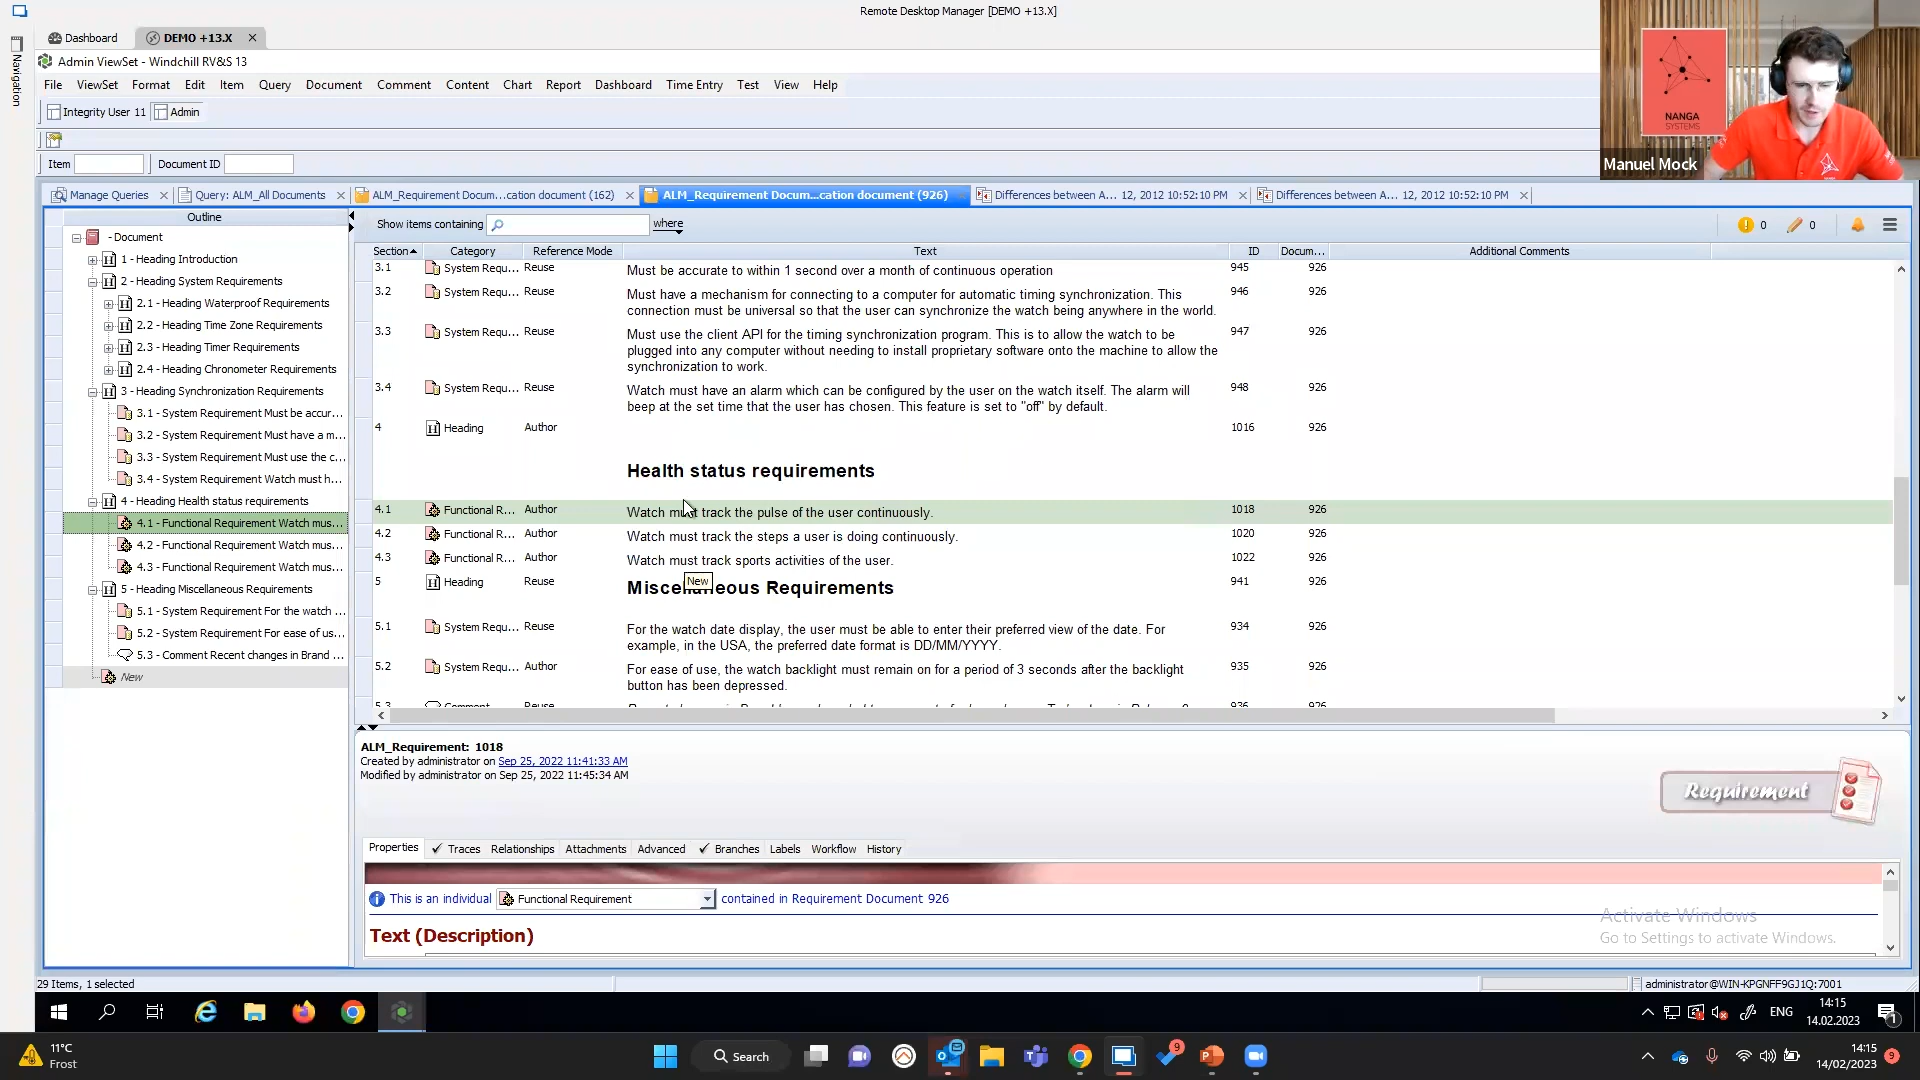 Remote Desktop Manager [DEMO +13.X]
Navigation
Dashboard
DEMO +13.X
Admin ViewSet - Windchill RV&S 13
File ViewSet Format Edit Item Query Document Comment Content Chart Report Dashboard Time Entry Test View Help
Integrity User 11 Admin
Item Document ID
NANGA
SYSTEMS
Manuel Mock
Manage Queries
Query: ALM_All Documents
ALM_Requirement Docum...cation document (162)
ALM_Requirement Docum...cation document (926)
Differences between A... 12, 2012 10:52:10 PM
Differences between A... 12, 2012 10:52:10 PM
Outline
- Document
1 - Heading Introduction
2 - Heading System Requirements
2.1 - Heading Waterproof Requirements
2.2 - Heading Time Zone Requirements
2.3 - Heading Timer Requirements
2.4 - Heading Chronometer Requirements
3 - Heading Synchronization Requirements
3.1 - System Requirement Must be accur...
3.2 - System Requirement Must have a m...
3.3 - System Requirement Must use the c...
3.4 - System Requirement Watch must h...
4 - Heading Health status requirements
4.1 - Functional Requirement Watch mus...
4.2 - Functional Requirement Watch mus...
4.3 - Functional Requirement Watch mus...
5 - Heading Miscellaneous Requirements
5.1 - System Requirement For the watch ...
5.2 - System Requirement For ease of us...
5.3 - Comment Recent changes in Brand ...
New
Show items containing where
0 0
Section Category Reference Mode Text ID Docum... Additional Comments
3.1 System Requ... Reuse Must be accurate to within 1 second over a month of continuous operation 945 926
3.2 System Requ... Reuse Must have a mechanism for connecting to a computer for automatic timing synchronization. This 946 926
connection must be universal so that the user can synchronize the watch being anywhere in the world.
3.3 System Requ... Reuse Must use the client API for the timing synchronization program. This is to allow the watch to be 947 926
plugged into any computer without needing to install proprietary software onto the machine to allow the
synchronization to work.
3.4 System Requ... Reuse Watch must have an alarm which can be configured by the user on the watch itself. The alarm will 948 926
beep at the set time that the user has chosen. This feature is set to "off" by default.
4 Heading Author 1016 926
Health status requirements
4.1 Functional R... Author Watch must track the pulse of the user continuously. 1018 926
4.2 Functional R... Author Watch must track the steps a user is doing continuously. 1020 926
4.3 Functional R... Author Watch must track sports activities of the user. 1022 926
New
5 Heading Reuse Miscellaneous Requirements 941 926
5.1 System Requ... Reuse For the watch date display, the user must be able to enter their preferred view of the date. For 934 926
example, in the USA, the preferred date format is DD/MM/YYYY.
5.2 System Requ... Author For ease of use, the watch backlight must remain on for a period of 3 seconds after the backlight 935 926
button has been depressed.
5.3 Comment Reuse 936 926
ALM_Requirement: 1018
Created by administrator on Sep 25, 2022 11:41:33 AM
Modified by administrator on Sep 25, 2022 11:45:34 AM
Requirement
Properties Traces Relationships Attachments Advanced Branches Labels Workflow History
This is an individual Functional Requirement contained in Requirement Document 926
Text (Description)
Activate Windows
Go to Settings to activate Windows.
29 Items, 1 selected
administrator@WIN-KPGNFF9GJ1Q:7001
ENG
14:15
14.02.2023
1
11°C
Frost
Search
9
14:15
14/02/2023
9